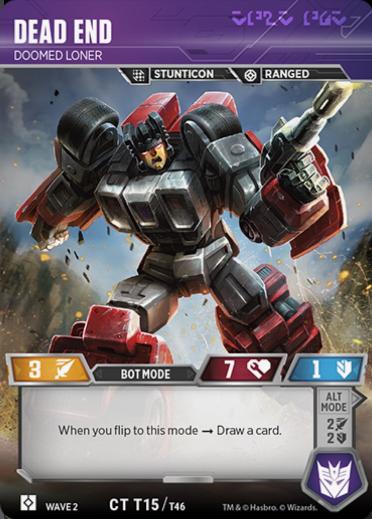 DEAD END
DOOMED LONER
STUNTICON
RANGED
3
BOT MODE
7
1
When you flip to this mode → Draw a card.
ALT
MODE
2
2
WAVE 2
CT T15/T46
TM & © Hasbro. © Wizards.